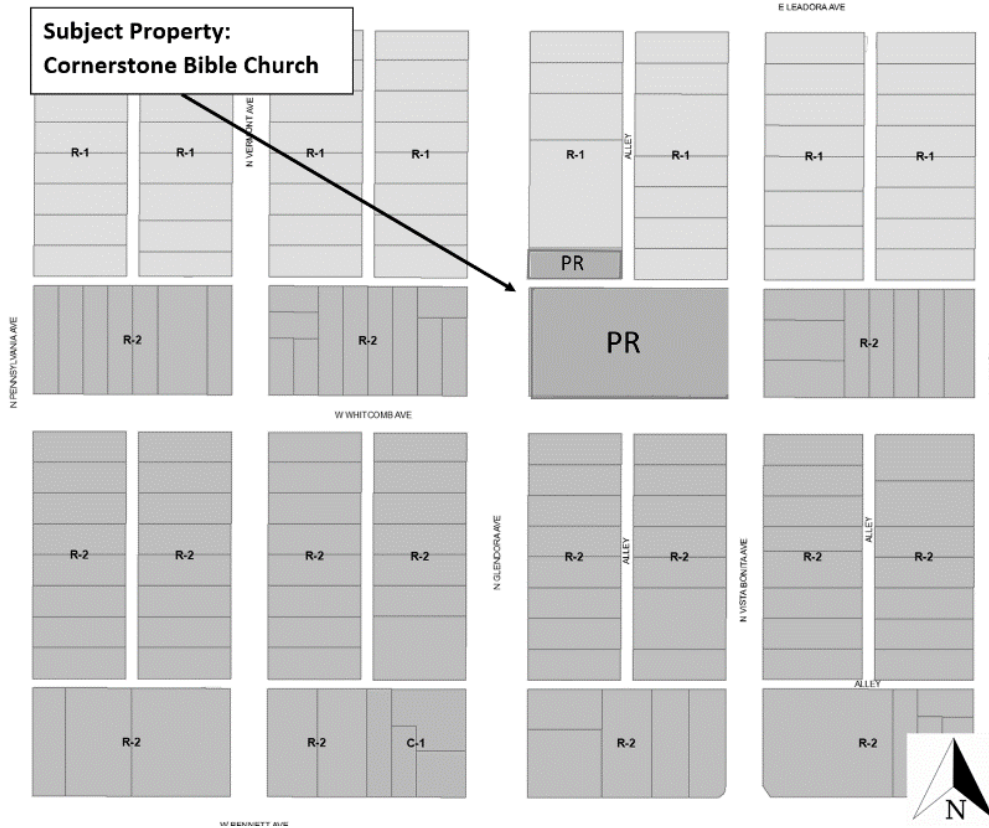 E LEADORA AVE
Subject Property:
Cornerstone Bible Church
N VERMONT AVE
ALLEY
R-1
R-1
R-1
R-1
R-1
R-1
R-1
R-1
PR
PR
N PENNSYLVANIA AVE
R-2
R-2
R-2
W WHITCOMB AVE
N GLENDORA AVE
ALLEY
N VISTA BONITA AVE
ALLEY
R-2
R-2
R-2
R-2
R-2
R-2
R-2
R-2
ALLEY
R-2
R-2
C-1
R-2
R-2
N
W BENNETT AVE